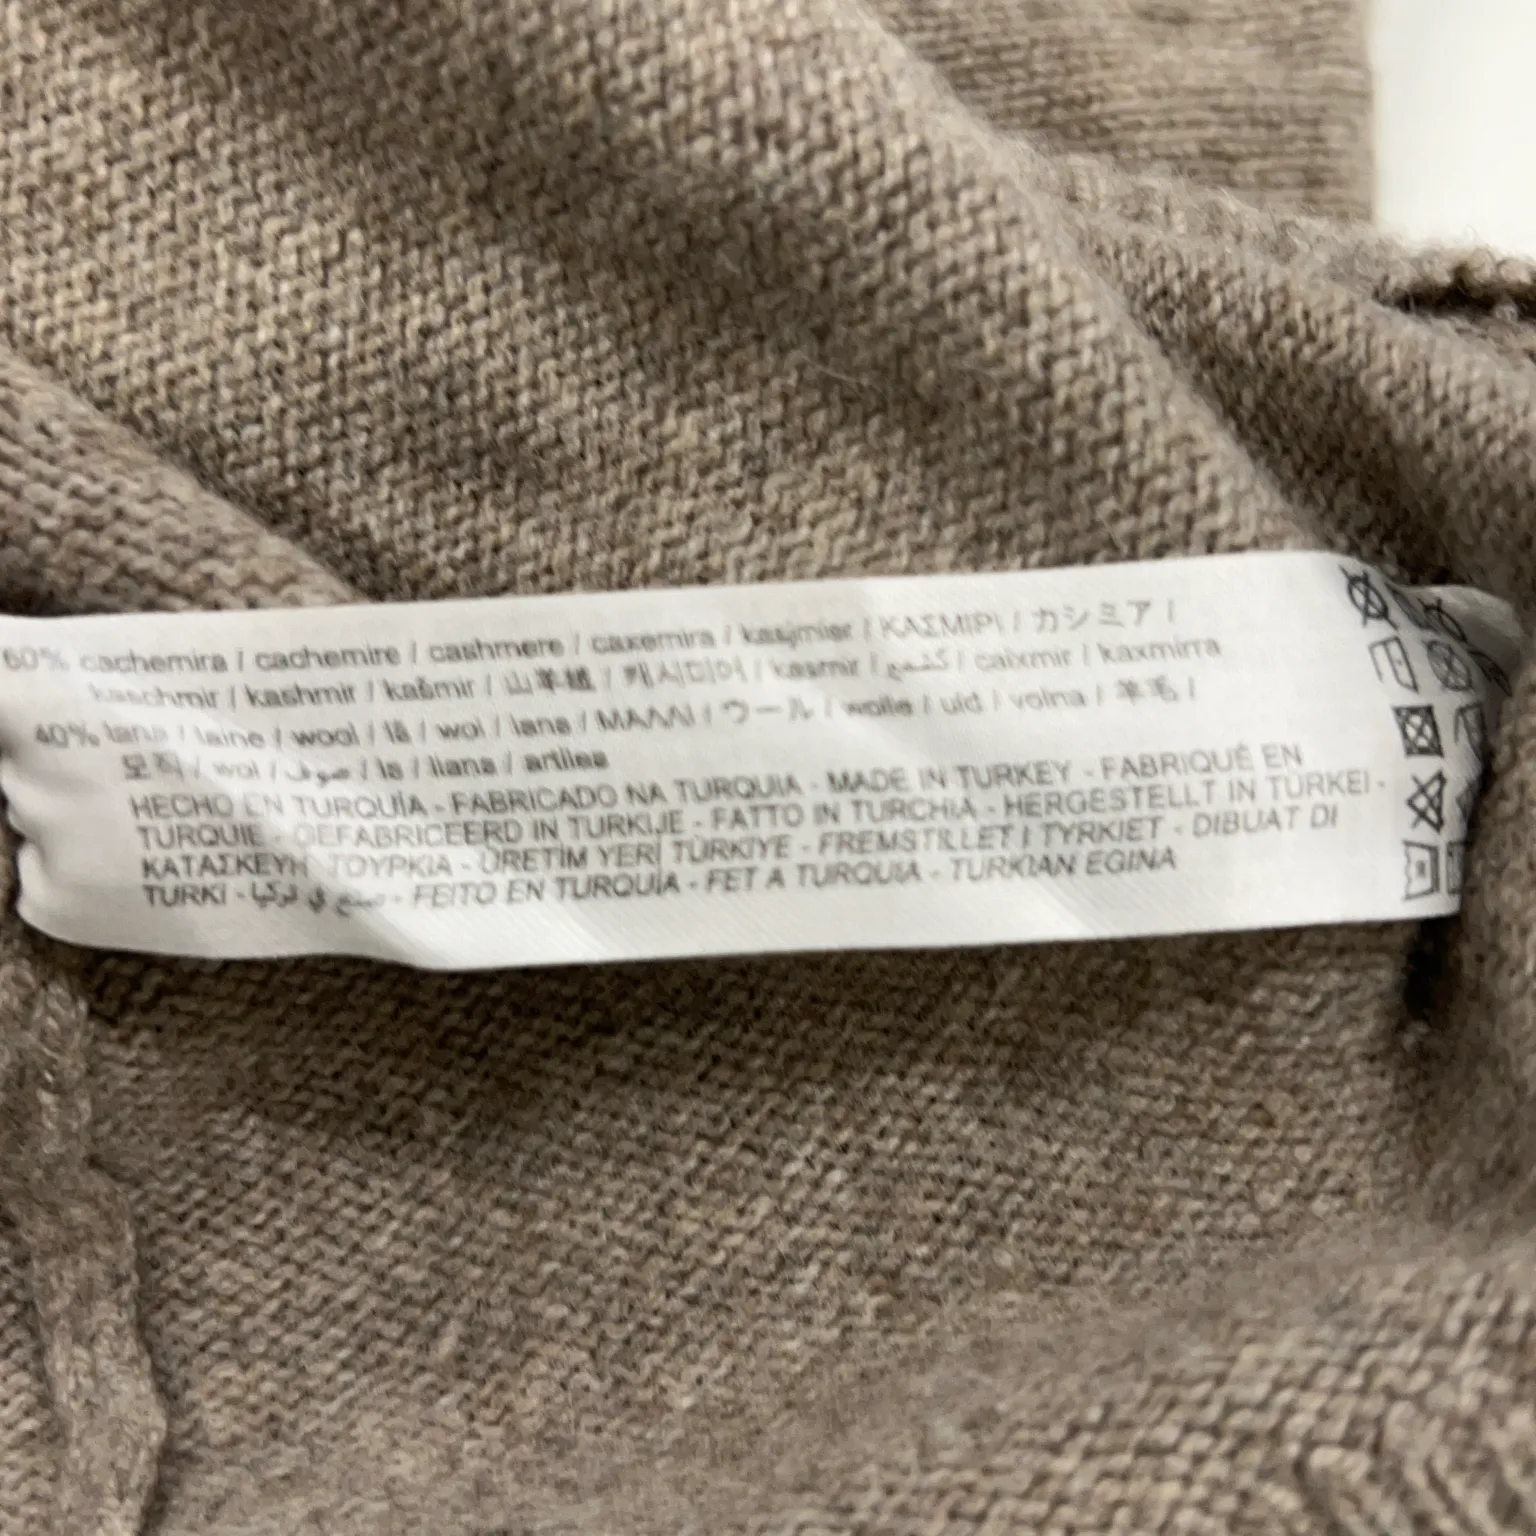 60% cachemira / cachemire / cashmere / caxemira / kasjmier / ΚΑΣΜΙΡΙ / カシミア /
kaschmir / kashmir / kašmir / 山羊絨 / 캐시미어 / kasmir / كشمير / caixmir / kaxmirra
40% lana / laine / wool / lã / wol / lana / ΜΑΛΛΙ / ウール / wolle / uld / volna / 羊毛 /
모직 / wol / صوف / la / llana / artilea
HECHO EN TURQUÍA - FABRICADO NA TURQUIA - MADE IN TURKEY - FABRIQUÉ EN
TURQUIE - GEFABRICEERD IN TURKIJE - FATTO IN TURCHIA - HERGESTELLT IN TÜRKEI -
ΚΑΤΑΣΚΕΥΗ ΤΟΥΡΚΙΑ - ÜRETİM YERİ TÜRKİYE - FREMSTILLET I TYRKIET - DIBUAT DI
TURKI - صنع في تركيا - FEITO EN TURQUÍA - FET A TURQUIA - TURKIAN EGINA